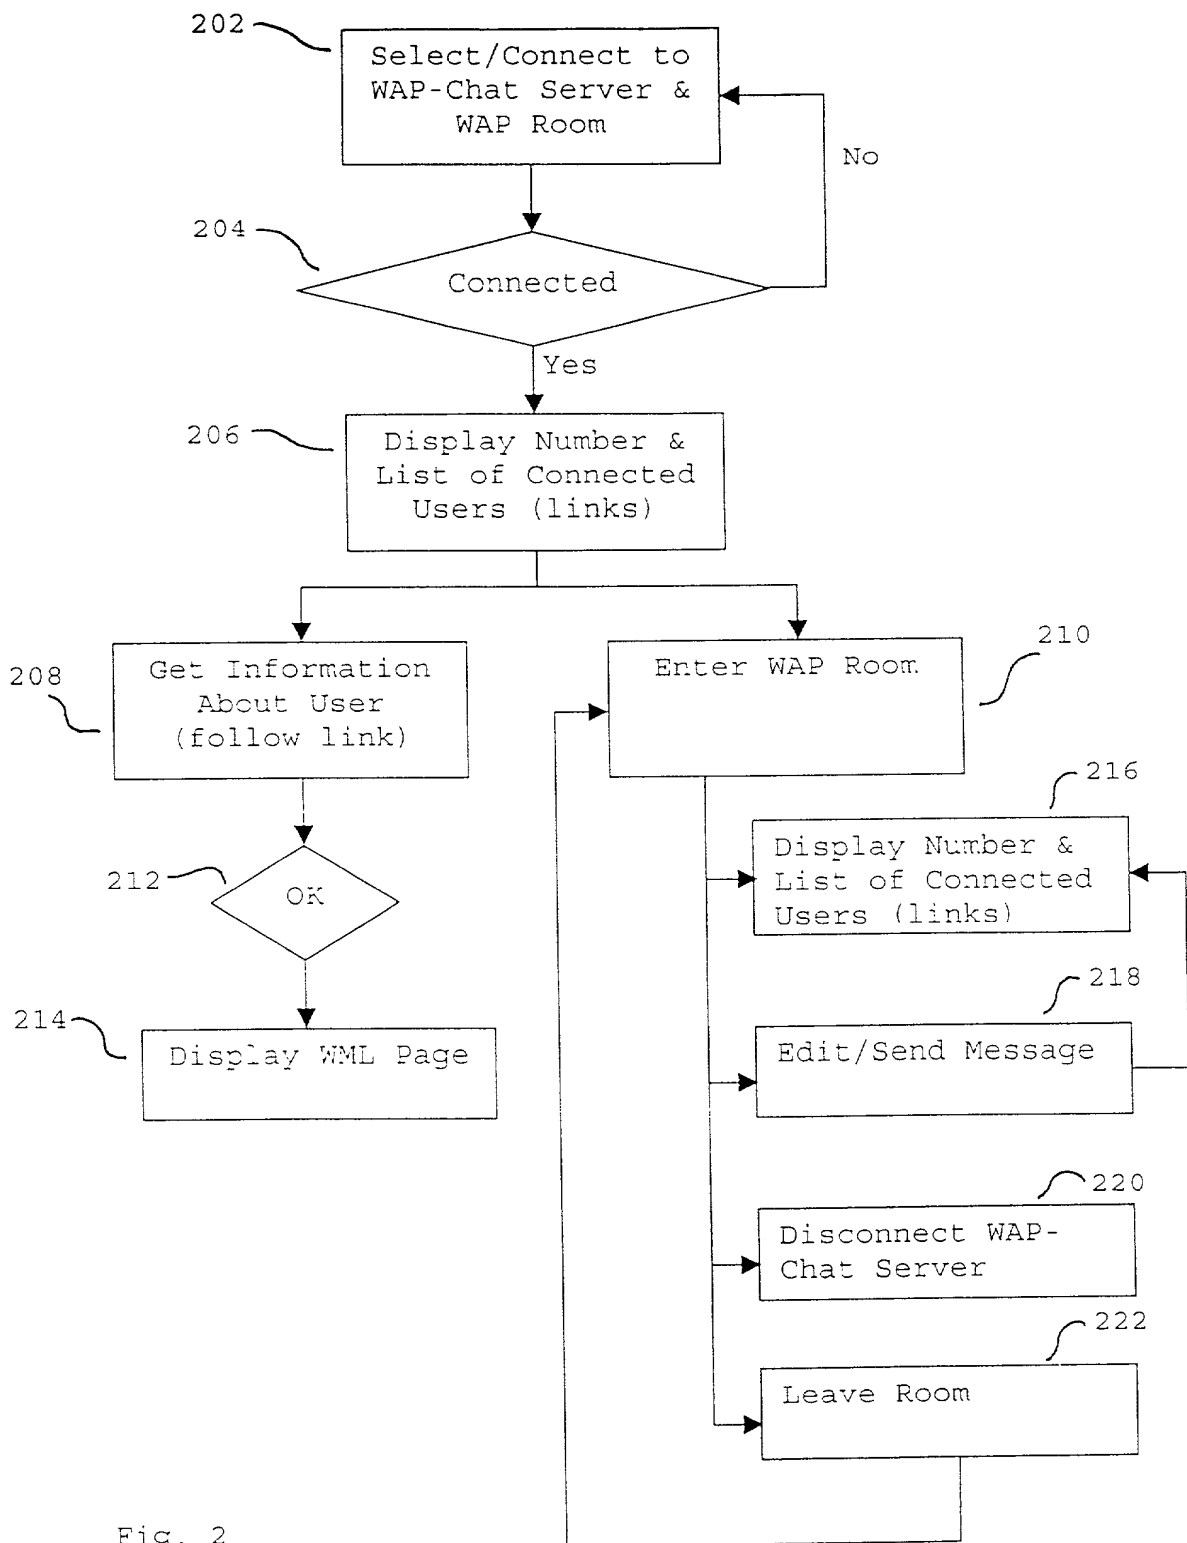 202
Select/Connect to
WAP-Chat Server &
WAP Room
No
204
Connected
Yes
206
Display Number &
List of Connected
Users (links)
208
Get Information
About User
(follow link)
210
Enter WAP Room
212
OK
214
Display WML Page
216
Display Number &
List of Connected
Users (links)
218
Edit/Send Message
220
Disconnect WAP-
Chat Server
222
Leave Room
Fig. 2